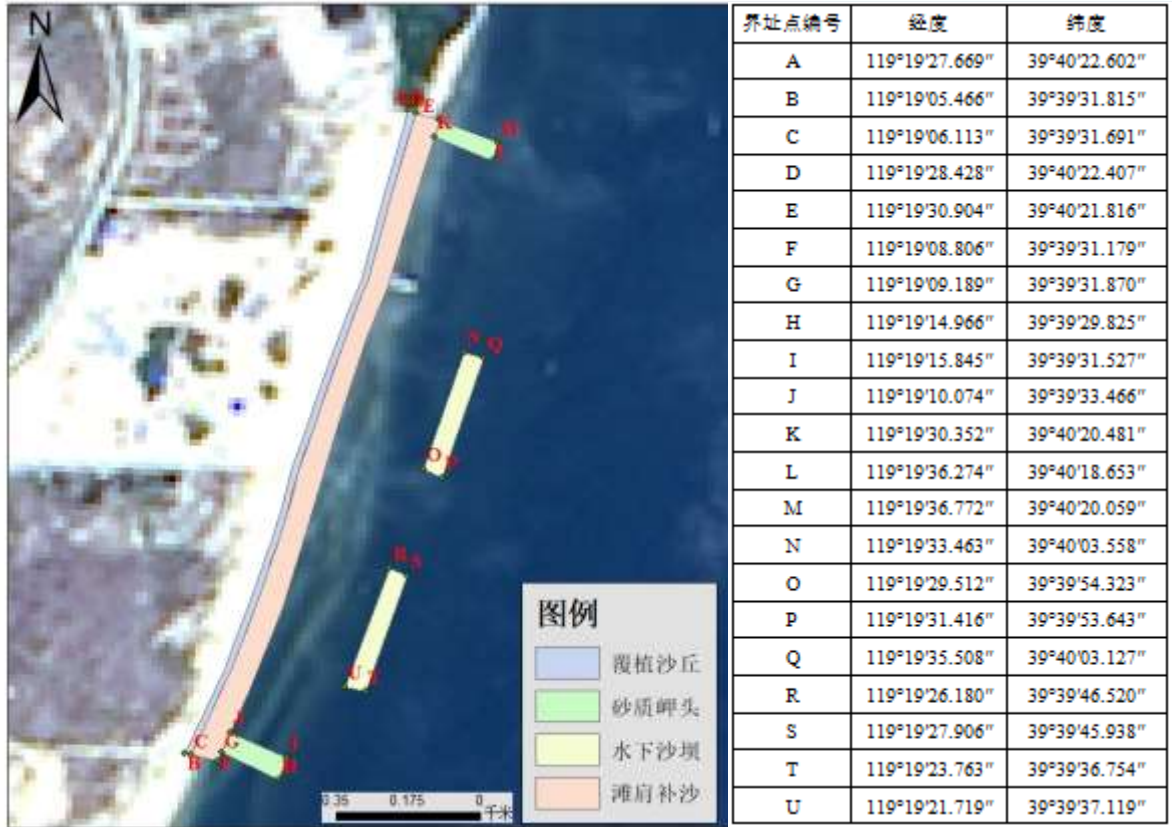 N
E
K
N Q
O
R S
U
C
G
B
图例
覆植沙丘
砂质岬头
水下沙坝
滩肩补沙
0.35 0.175 0
千米
界址点编号 经度 纬度
A 119°19′27.669″ 39°40′22.602″
B 119°19′05.466″ 39°39′31.815″
C 119°19′06.113″ 39°39′31.691″
D 119°19′28.428″ 39°40′22.407″
E 119°19′30.904″ 39°40′21.816″
F 119°19′08.806″ 39°39′31.179″
G 119°19′09.189″ 39°39′31.870″
H 119°19′14.966″ 39°39′29.825″
I 119°19′15.845″ 39°39′31.527″
J 119°19′10.074″ 39°39′33.466″
K 119°19′30.352″ 39°40′20.481″
L 119°19′36.274″ 39°40′18.653″
M 119°19′36.772″ 39°40′20.059″
N 119°19′33.463″ 39°40′03.558″
O 119°19′29.512″ 39°39′54.323″
P 119°19′31.416″ 39°39′53.643″
Q 119°19′35.508″ 39°40′03.127″
R 119°19′26.180″ 39°39′46.520″
S 119°19′27.906″ 39°39′45.938″
T 119°19′23.763″ 39°39′36.754″
U 119°19′21.719″ 39°39′37.119″